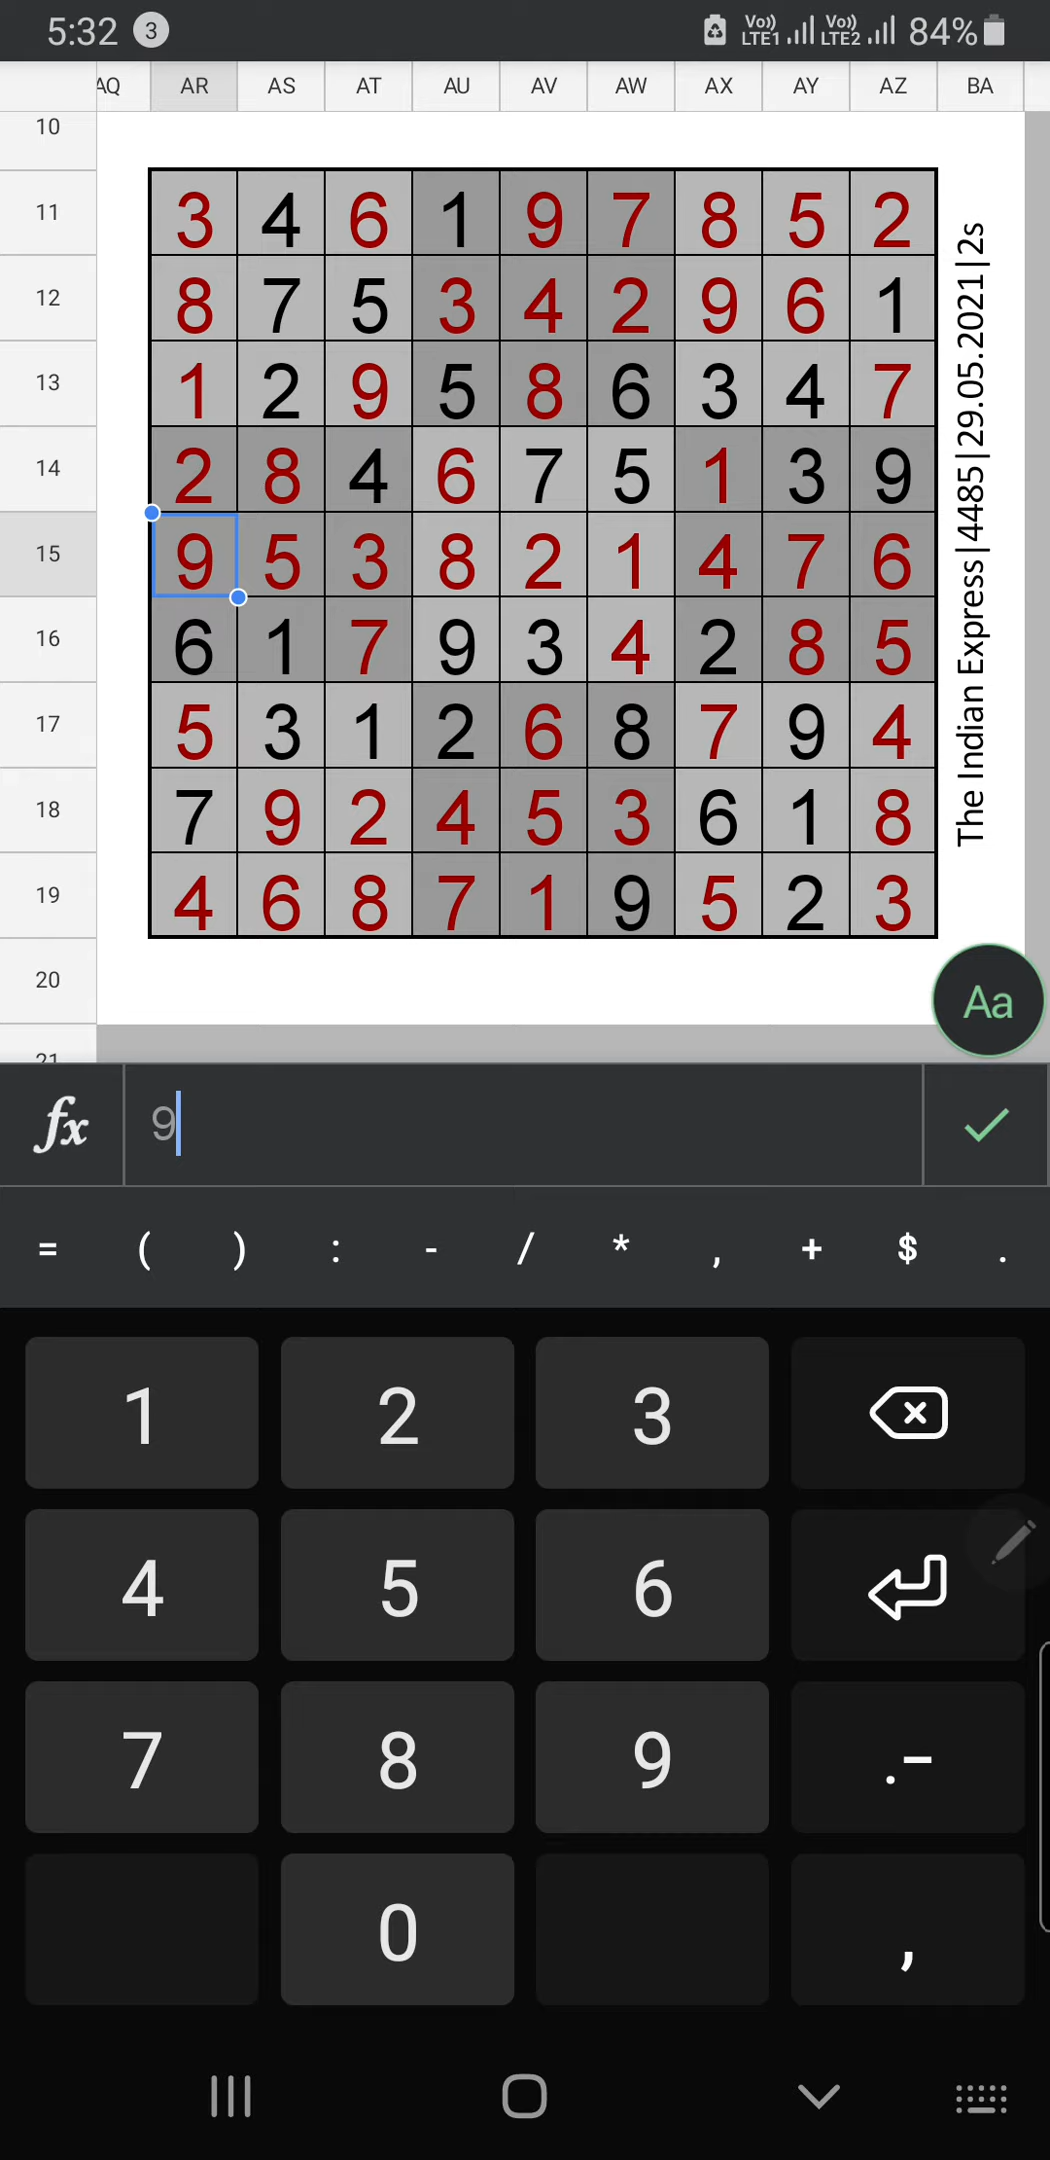 5:32 3 Vo)) LTE1 Vo)) LTE2 84%
AQ AR AS AT AU AV AW AX AY AZ BA
10
11 3 4 6 1 9 7 8 5 2
12 8 7 5 3 4 2 9 6 1
13 1 2 9 5 8 6 3 4 7
14 2 8 4 6 7 5 1 3 9
15 9 5 3 8 2 1 4 7 6
16 6 1 7 9 3 4 2 8 5
17 5 3 1 2 6 8 7 9 4
18 7 9 2 4 5 3 6 1 8
19 4 6 8 7 1 9 5 2 3
The Indian Express|4485|29.05.2021|2s
20
21
Aa
fx 9
= ( ) : - / * , + $ .
1 2 3
4 5 6
7 8 9 .-
0 ,